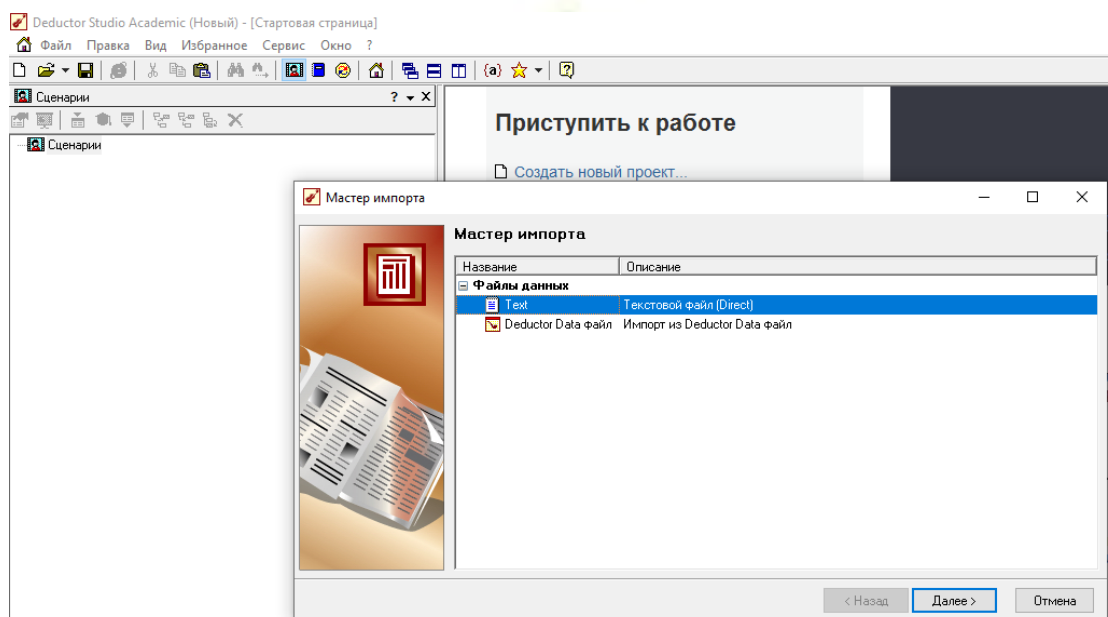 Deductor Studio Academic (Новый) - [Стартовая страница]
Файл Правка Вид Избранное Сервис Окно ?
{a}
Сценарии ? X
Приступить к работе
Сценарии
Создать новый проект...
Мастер импорта
Мастер импорта
Название Описание
Файлы данных
Text Текстовой файл (Direct)
Deductor Data файл Импорт из Deductor Data файл
< Назад Далее > Отмена